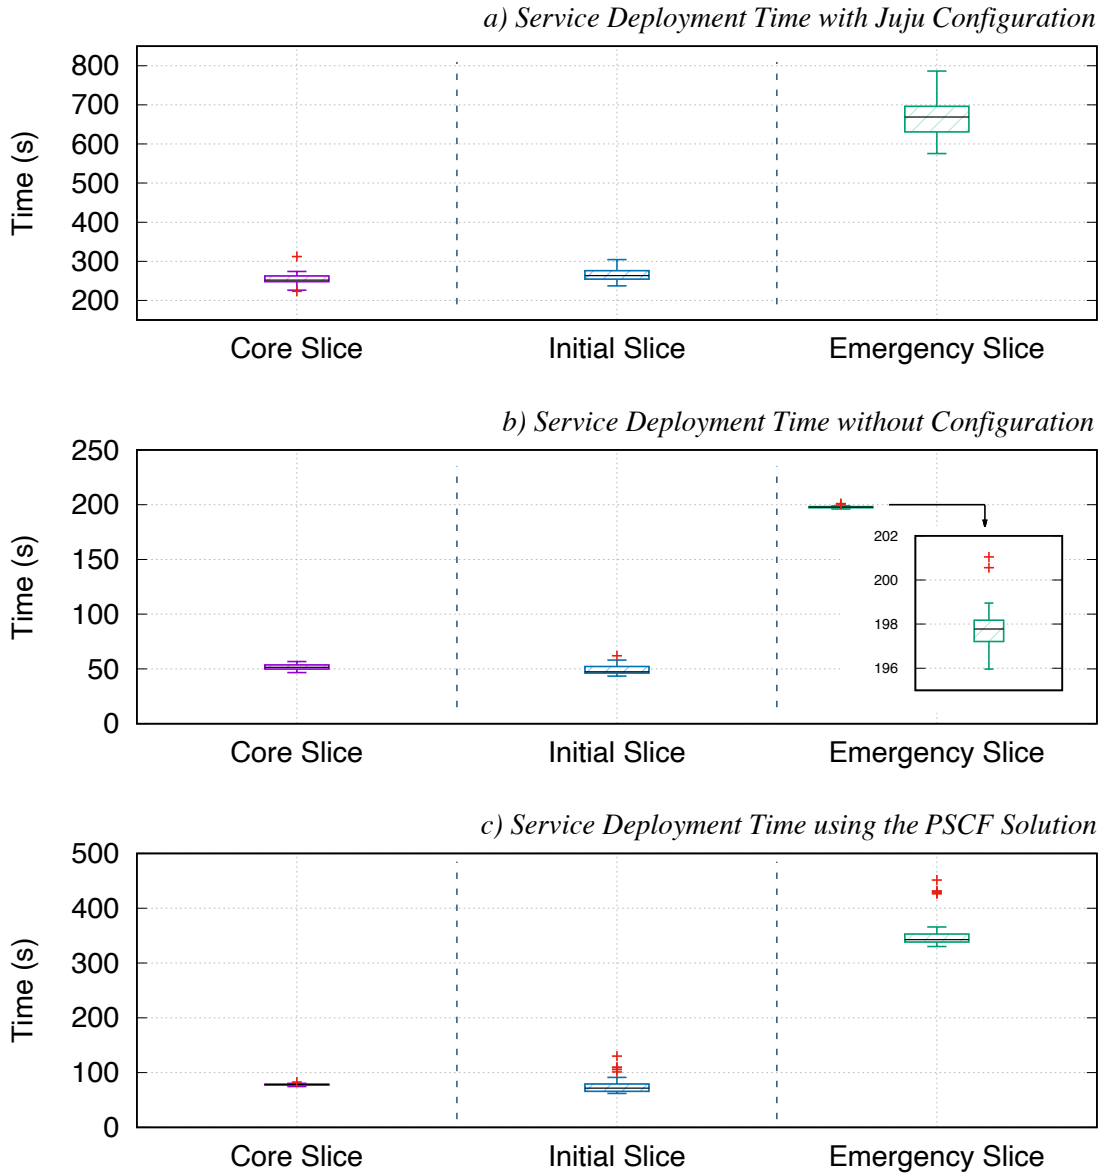 a) Service Deployment Time with Juju Configuration
800
700
600
500
400
300
200
Time (s)
Core Slice Initial Slice Emergency Slice
b) Service Deployment Time without Configuration
250
200
150
100
50
0
Time (s)
202
200
198
196
Core Slice Initial Slice Emergency Slice
c) Service Deployment Time using the PSCF Solution
500
400
300
200
100
0
Time (s)
Core Slice Initial Slice Emergency Slice